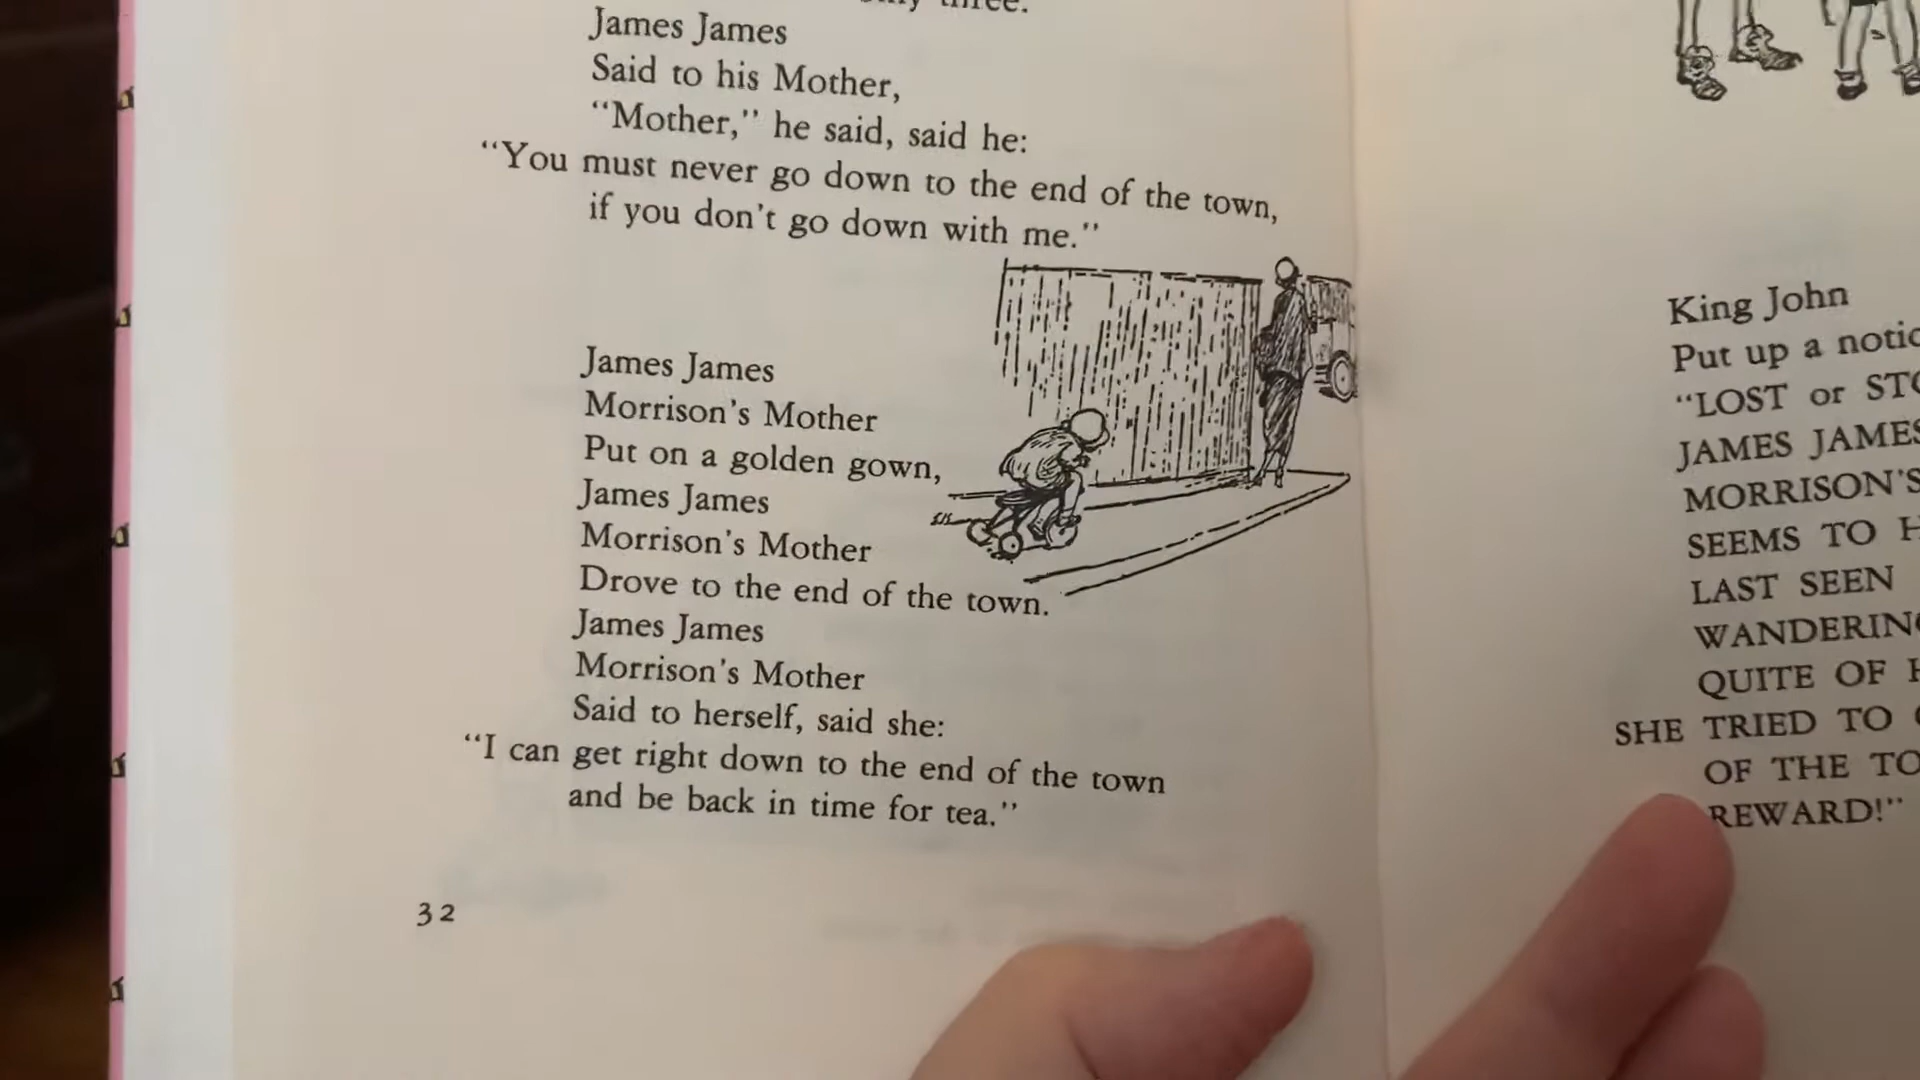 three.
James James
Said to his Mother,
“Mother,” he said, said he:
“You must never go down to the end of the town,
if you don't go down with me.”
James James
Morrison's Mother
Put on a golden gown,
James James
Morrison's Mother
Drove to the end of the town.
James James
Morrison's Mother
Said to herself, said she:
“I can get right down to the end of the town
and be back in time for tea.”
32
King John
Put up a
“LOST or
JAMES JAMES
MORRISON'S
SEEMS TO
LAST SEEN
QUITE OF
SHE TRIED TO
OF THE
REWARD!”